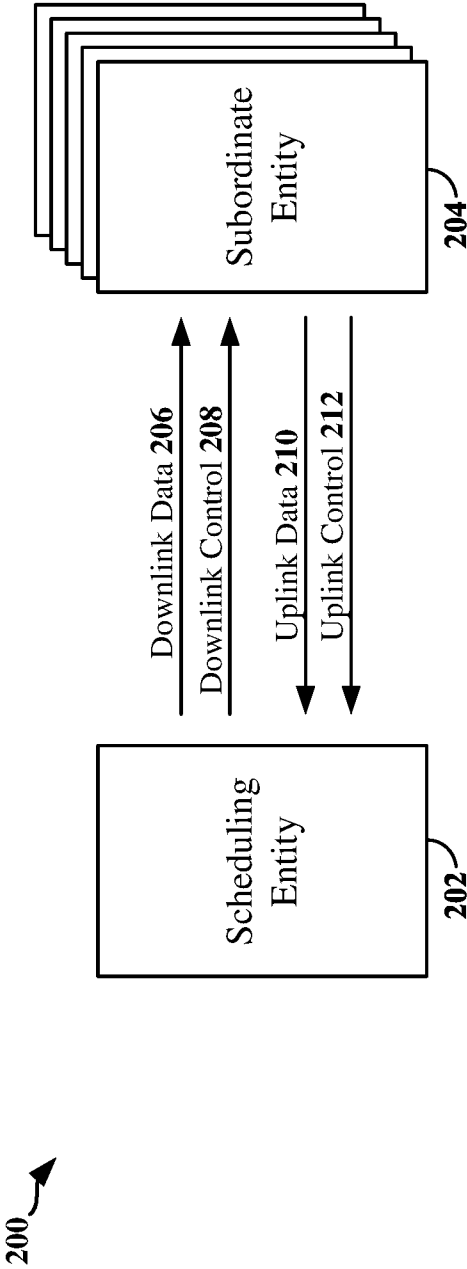 200
Scheduling
Entity
202
Downlink Data 206
Downlink Control 208
Uplink Data 210
Uplink Control 212
Subordinate
Entity
204